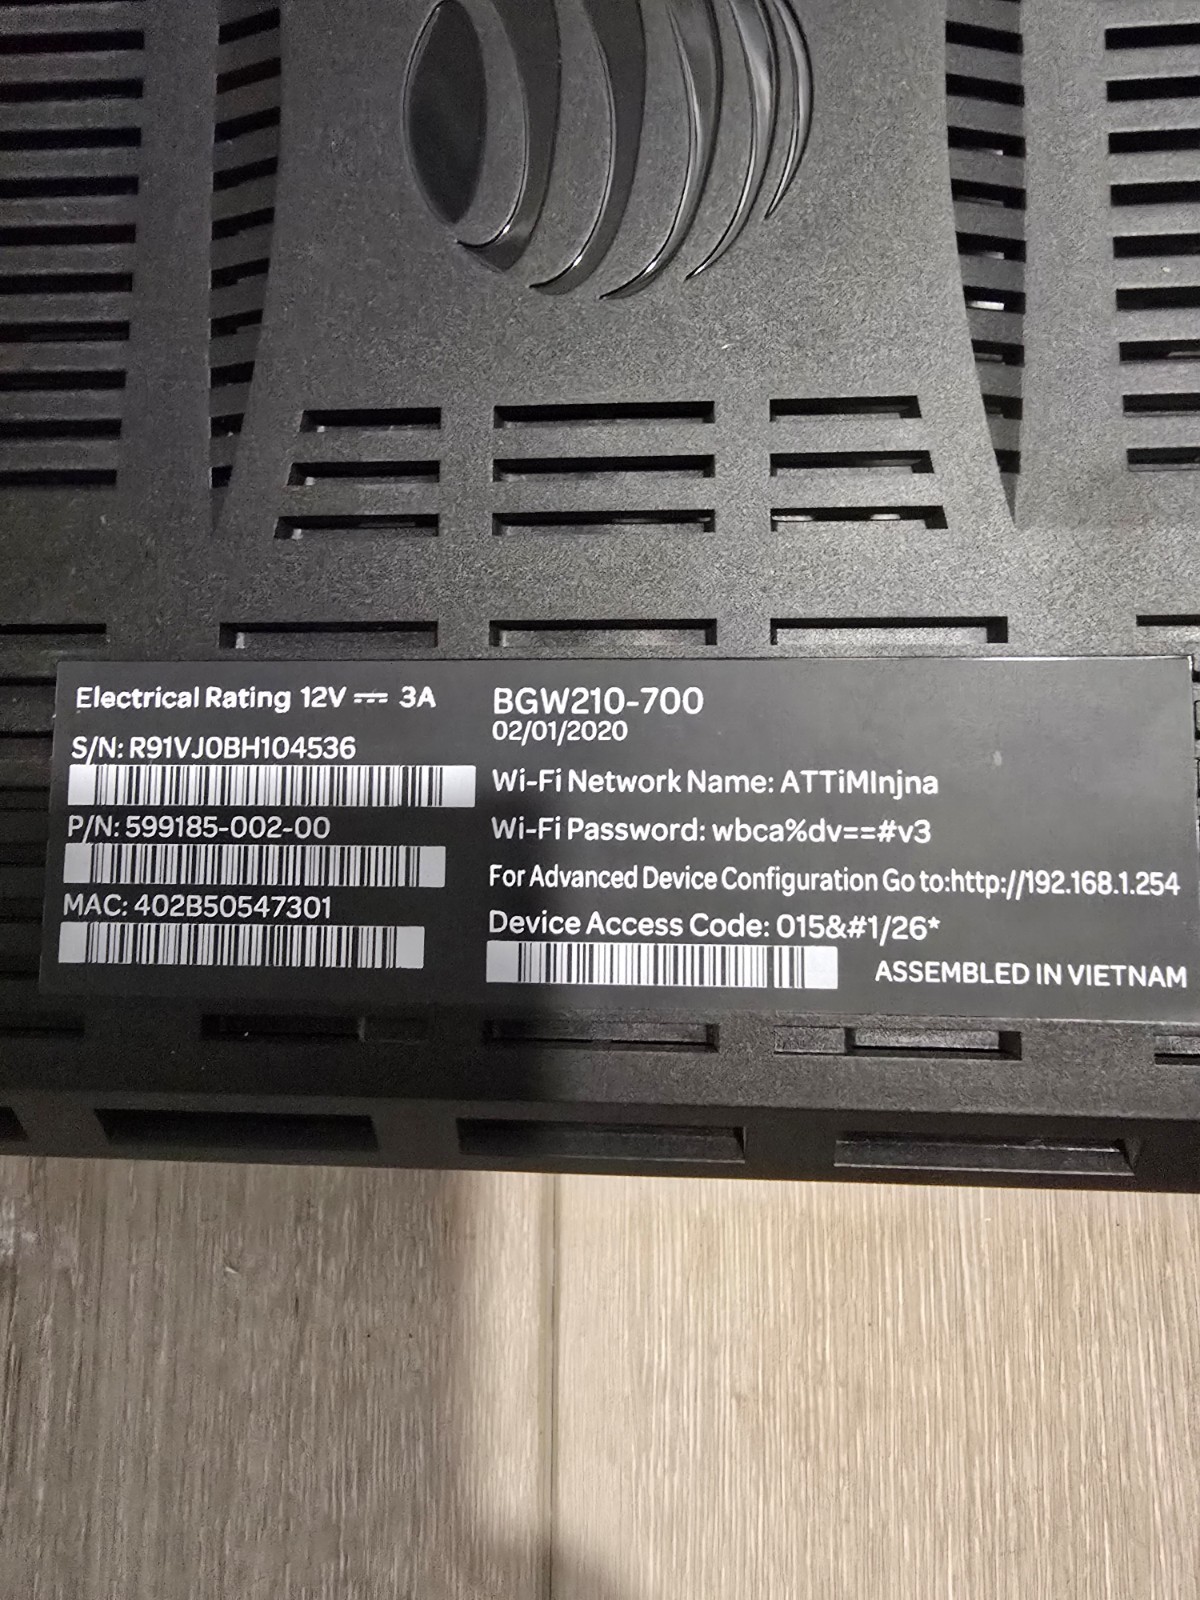 Electrical Rating 12V ⎓ 3A
S/N: R91VJ0BH104536
P/N: 599185-002-00
MAC: 402B50547301
BGW210-700
02/01/2020
Wi-Fi Network Name: ATTiMInjna
Wi-Fi Password: wbca%dv==#v3
For Advanced Device Configuration Go to:http://192.168.1.254
Device Access Code: 015&#1/26*
ASSEMBLED IN VIETNAM